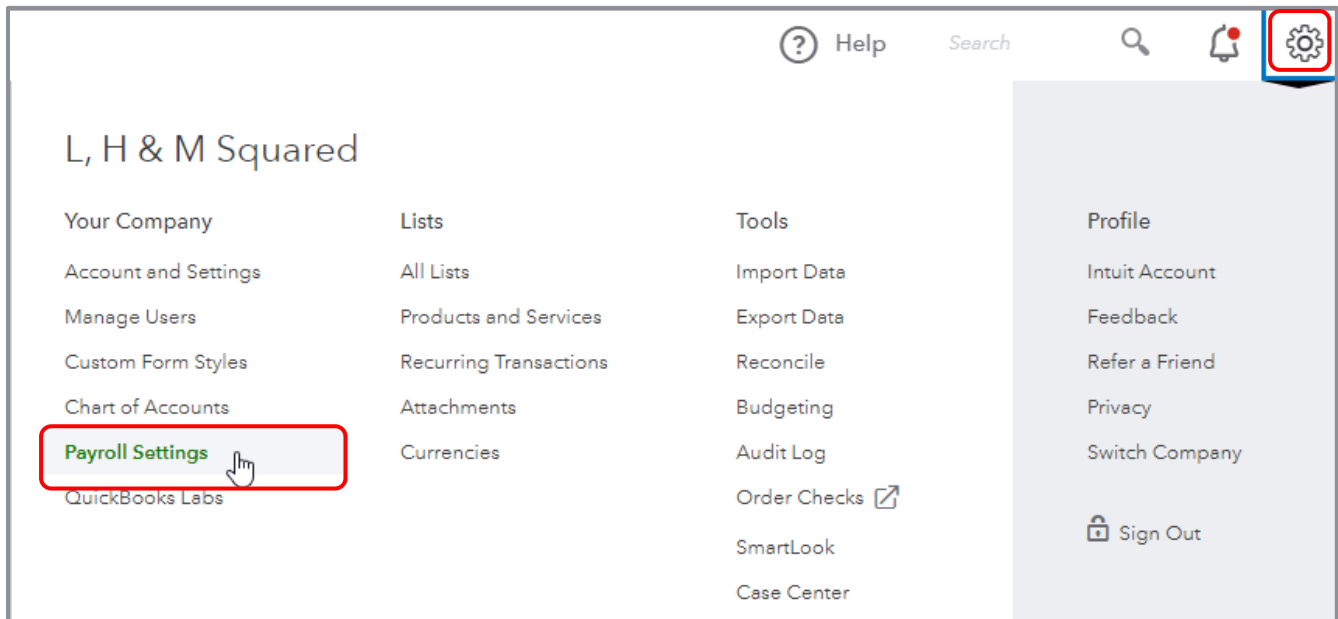 ? Help Search
L, H & M Squared
Your Company
Account and Settings
Manage Users
Custom Form Styles
Chart of Accounts
Payroll Settings
QuickBooks Labs
Lists
All Lists
Products and Services
Recurring Transactions
Attachments
Currencies
Tools
Import Data
Export Data
Reconcile
Budgeting
Audit Log
Order Checks
SmartLook
Case Center
Profile
Intuit Account
Feedback
Refer a Friend
Privacy
Switch Company
Sign Out